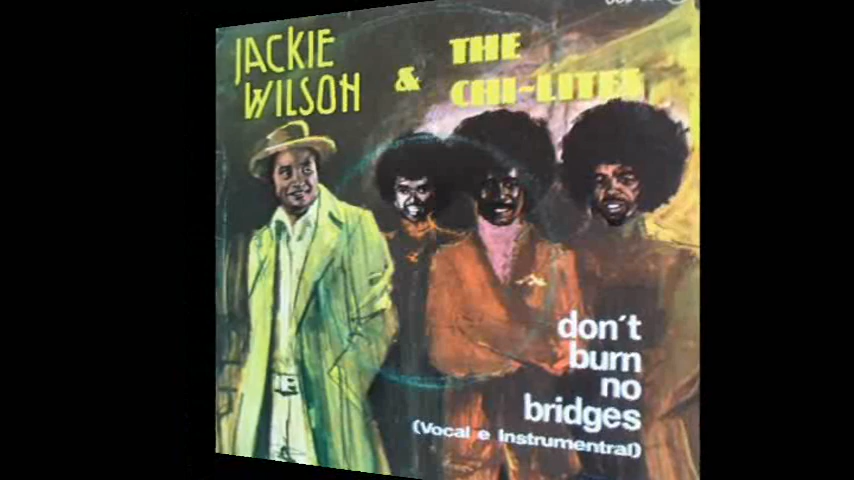 JACKIE
WILSON
&
THE
CHI-LITES
don't
burn
no
bridges
(Vocal e Instrumentral)